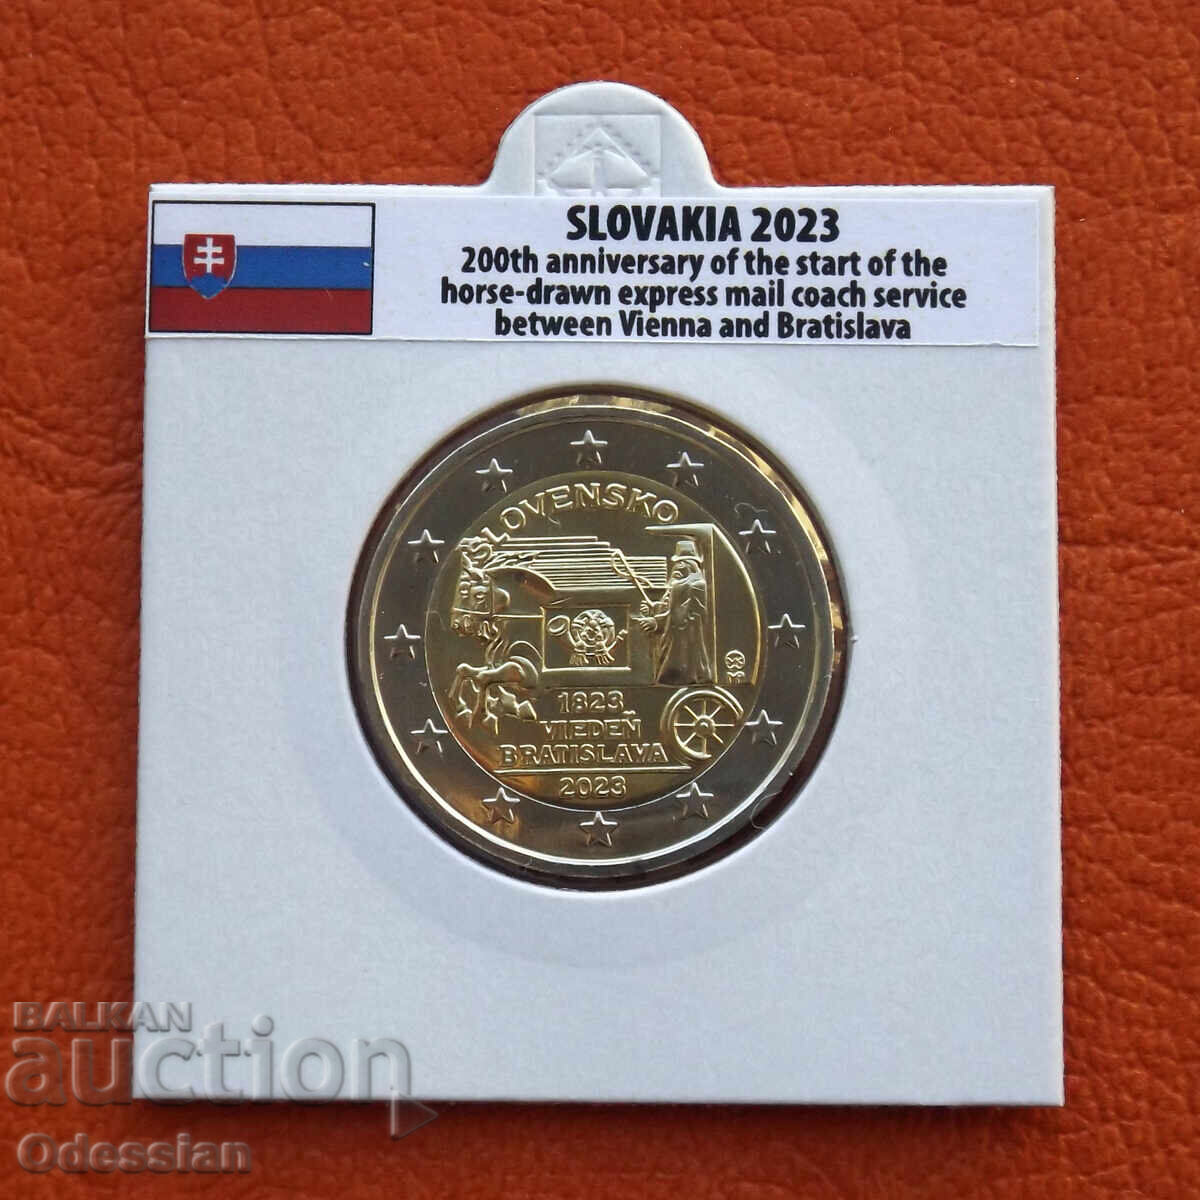 SLOVAKIA 2023
200th anniversary of the start of the
horse-drawn express mail coach service
between Vienna and Bratislava
SLOVENSKO
1823
VIEDEŇ
BRATISLAVA
2023
BALKAN
auction
Odessian